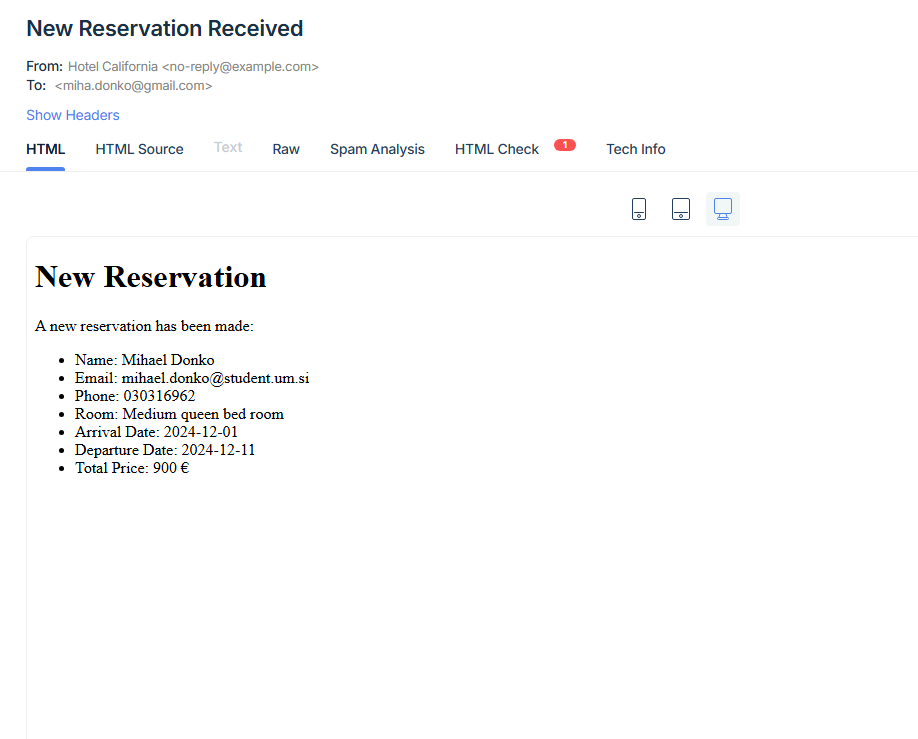 New Reservation Received
From: Hotel California <no-reply@example.com>
To: <miha.donko@gmail.com>
Show Headers
HTML HTML Source Text Raw Spam Analysis HTML Check 1 Tech Info
New Reservation
A new reservation has been made:
• Name: Mihael Donko
• Email: mihael.donko@student.um.si
• Phone: 030316962
• Room: Medium queen bed room
• Arrival Date: 2024-12-01
• Departure Date: 2024-12-11
• Total Price: 900 €